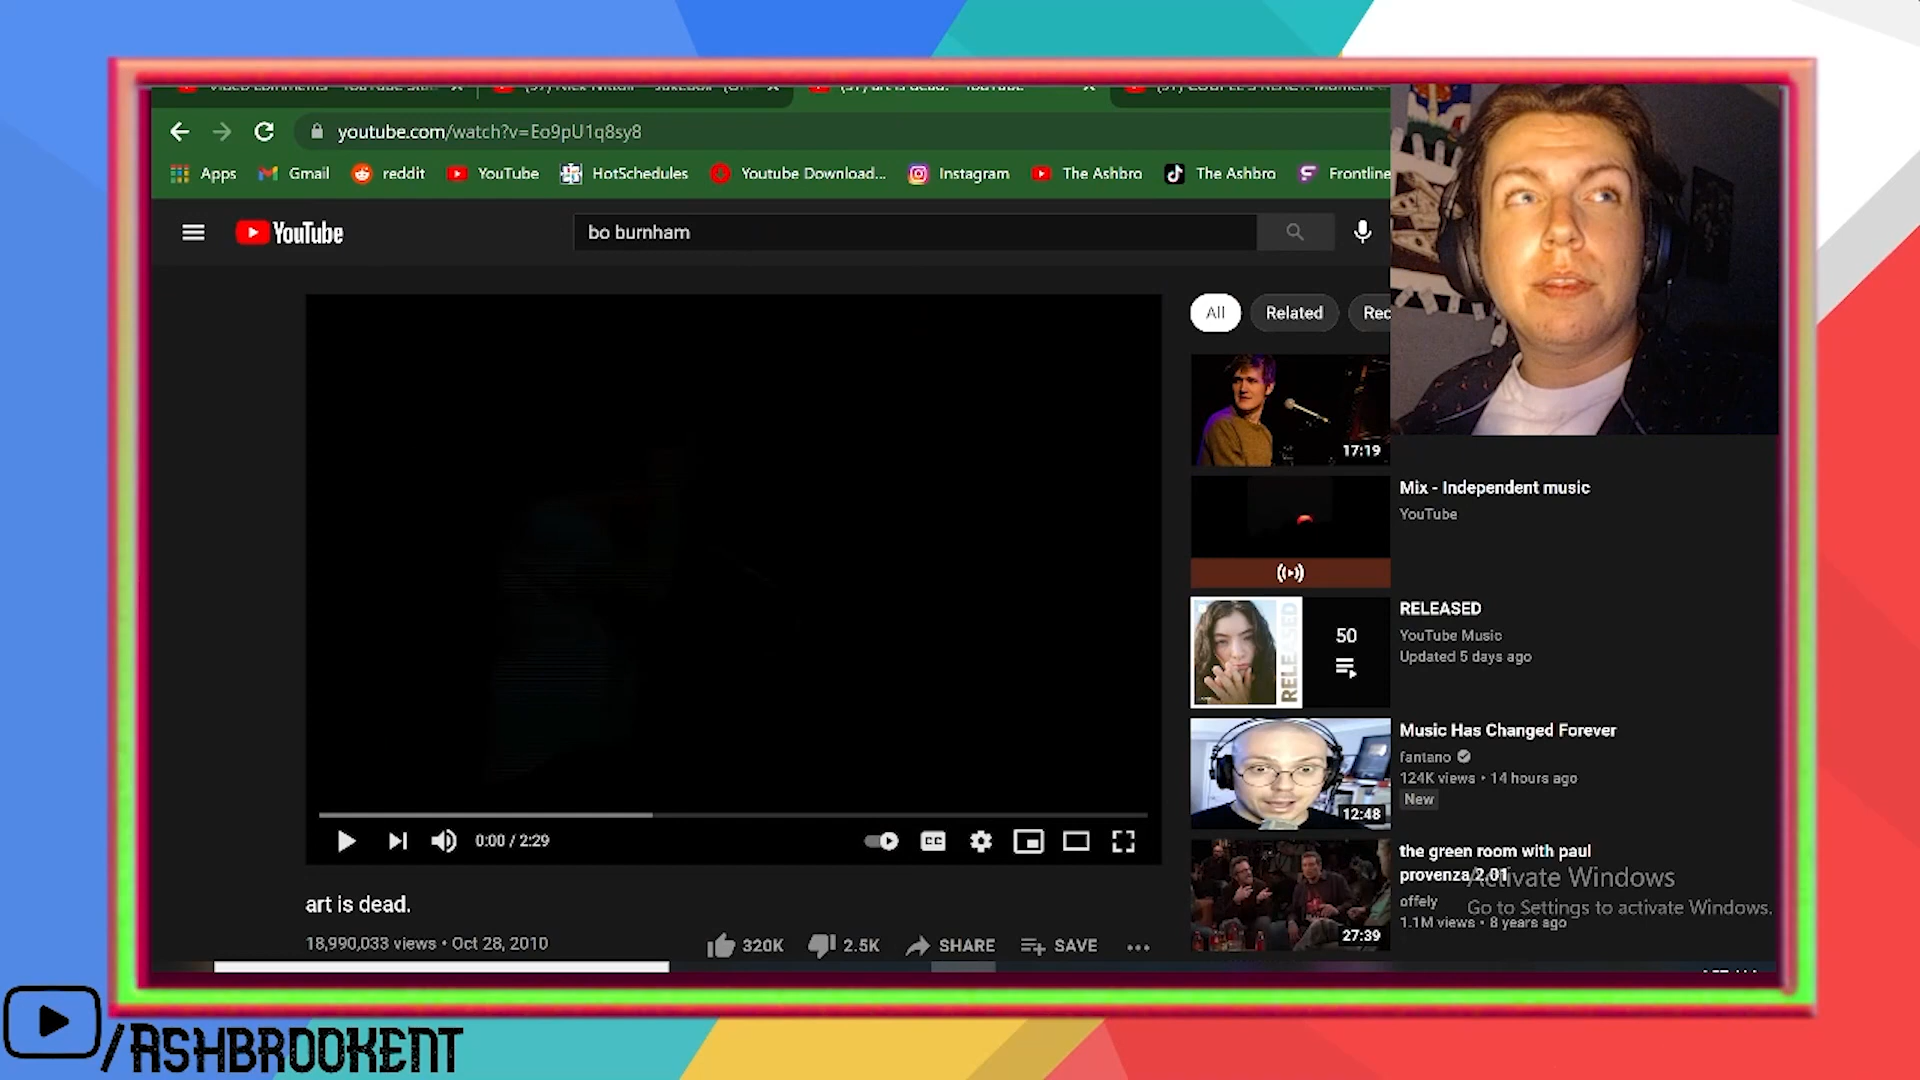 youtube.com/watch?v=Eo9pU1q8sy8
Apps Gmail reddit YouTube HotSchedules Youtube Download... Instagram The Ashbro The Ashbro Frontline
YouTube
bo burnham
All Related Rec
17:19
Mix - Independent music
YouTube
RELEASED
50
RELEASED
YouTube Music
Updated 5 days ago
Music Has Changed Forever
fantano
124K views • 14 hours ago
New
12:48
the green room with paul
provenza 2.01
offely
1.1M views • 8 years ago
27:39
Activate Windows
Go to Settings to activate Windows.
0:00 / 2:29
CC
art is dead.
18,990,033 views • Oct 28, 2010
320K 2.5K SHARE SAVE
/ASHBROOKENT